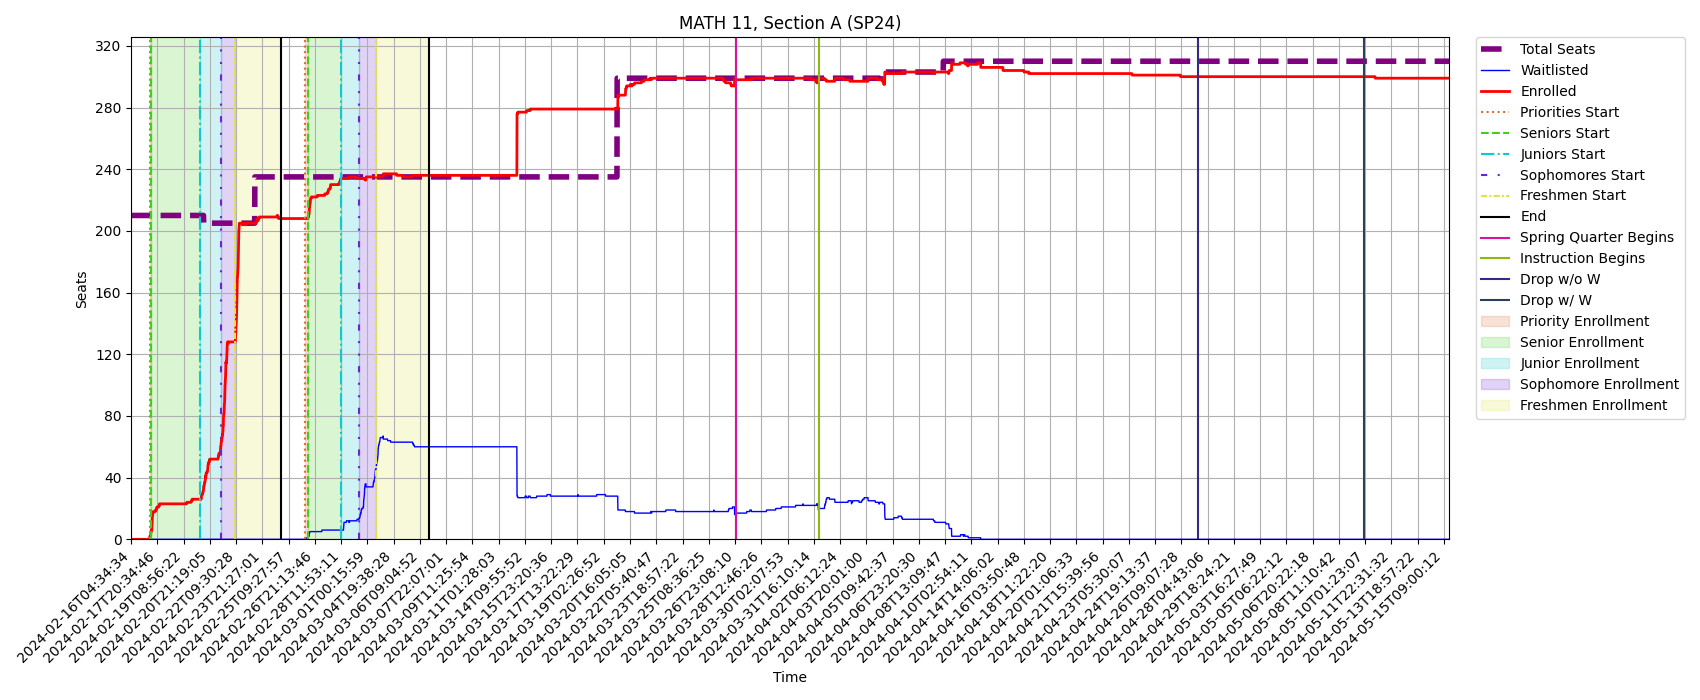 MATH 11, Section A (SP24)
320
280
240
200
160
120
80
40
0
Seats
2024-02-16T04:34:34
2024-02-17T20:34:46
2024-02-19T08:56:22
2024-02-20T21:19:05
2024-02-22T09:30:28
2024-02-23T21:27:01
2024-02-25T09:27:57
2024-02-26T21:13:46
2024-02-28T11:53:11
2024-03-01T00:15:59
2024-03-04T19:38:28
2024-03-06T09:04:52
2024-03-07T22:07:01
2024-03-11T01:25:54
2024-03-11T11:28:03
2024-03-14T09:55:52
2024-03-15T23:20:36
2024-03-17T13:22:29
2024-03-19T02:26:52
2024-03-20T16:05:05
2024-03-22T05:40:47
2024-03-23T18:57:22
2024-03-25T08:36:25
2024-03-26T23:08:10
2024-03-28T12:46:26
2024-03-30T02:07:53
2024-03-31T16:10:14
2024-04-02T06:12:24
2024-04-03T20:01:00
2024-04-05T09:42:37
2024-04-06T23:20:30
2024-04-08T13:09:47
2024-04-10T02:54:11
2024-04-14T14:06:02
2024-04-16T03:50:48
2024-04-18T11:22:20
2024-04-20T01:06:33
2024-04-21T15:39:56
2024-04-23T05:30:07
2024-04-24T19:13:37
2024-04-26T09:07:28
2024-04-28T04:43:06
2024-04-29T18:24:21
2024-05-03T16:27:49
2024-05-05T06:22:12
2024-05-06T20:22:18
2024-05-08T11:10:42
2024-05-10T01:23:07
2024-05-11T22:31:32
2024-05-13T18:57:22
2024-05-15T09:00:12
Time
Total Seats
Waitlisted
Enrolled
Priorities Start
Seniors Start
Juniors Start
Sophomores Start
Freshmen Start
End
Spring Quarter Begins
Instruction Begins
Drop w/o W
Drop w/ W
Priority Enrollment
Senior Enrollment
Junior Enrollment
Sophomore Enrollment
Freshmen Enrollment